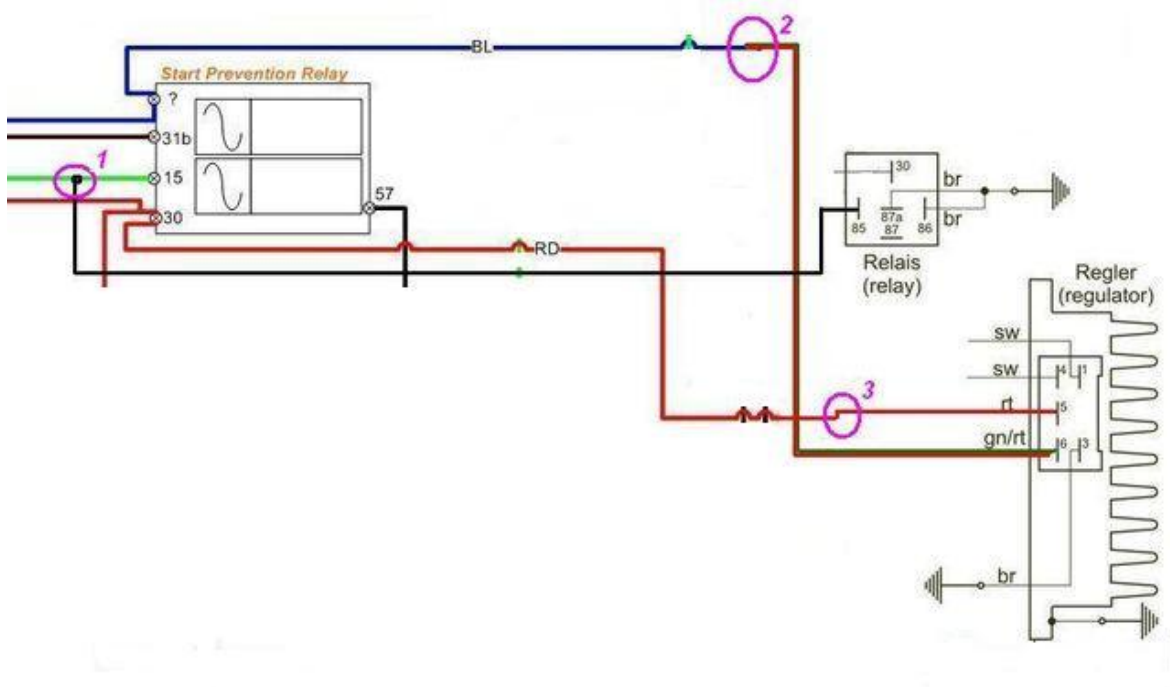 2
BL
Start Prevention Relay
?
31b
1
15
57
30
RD
30
br
87a
87
85
86
br
Relais
(relay)
Regler
(regulator)
sw
sw
4
1
3
rt
5
gn/rt
6
3
br